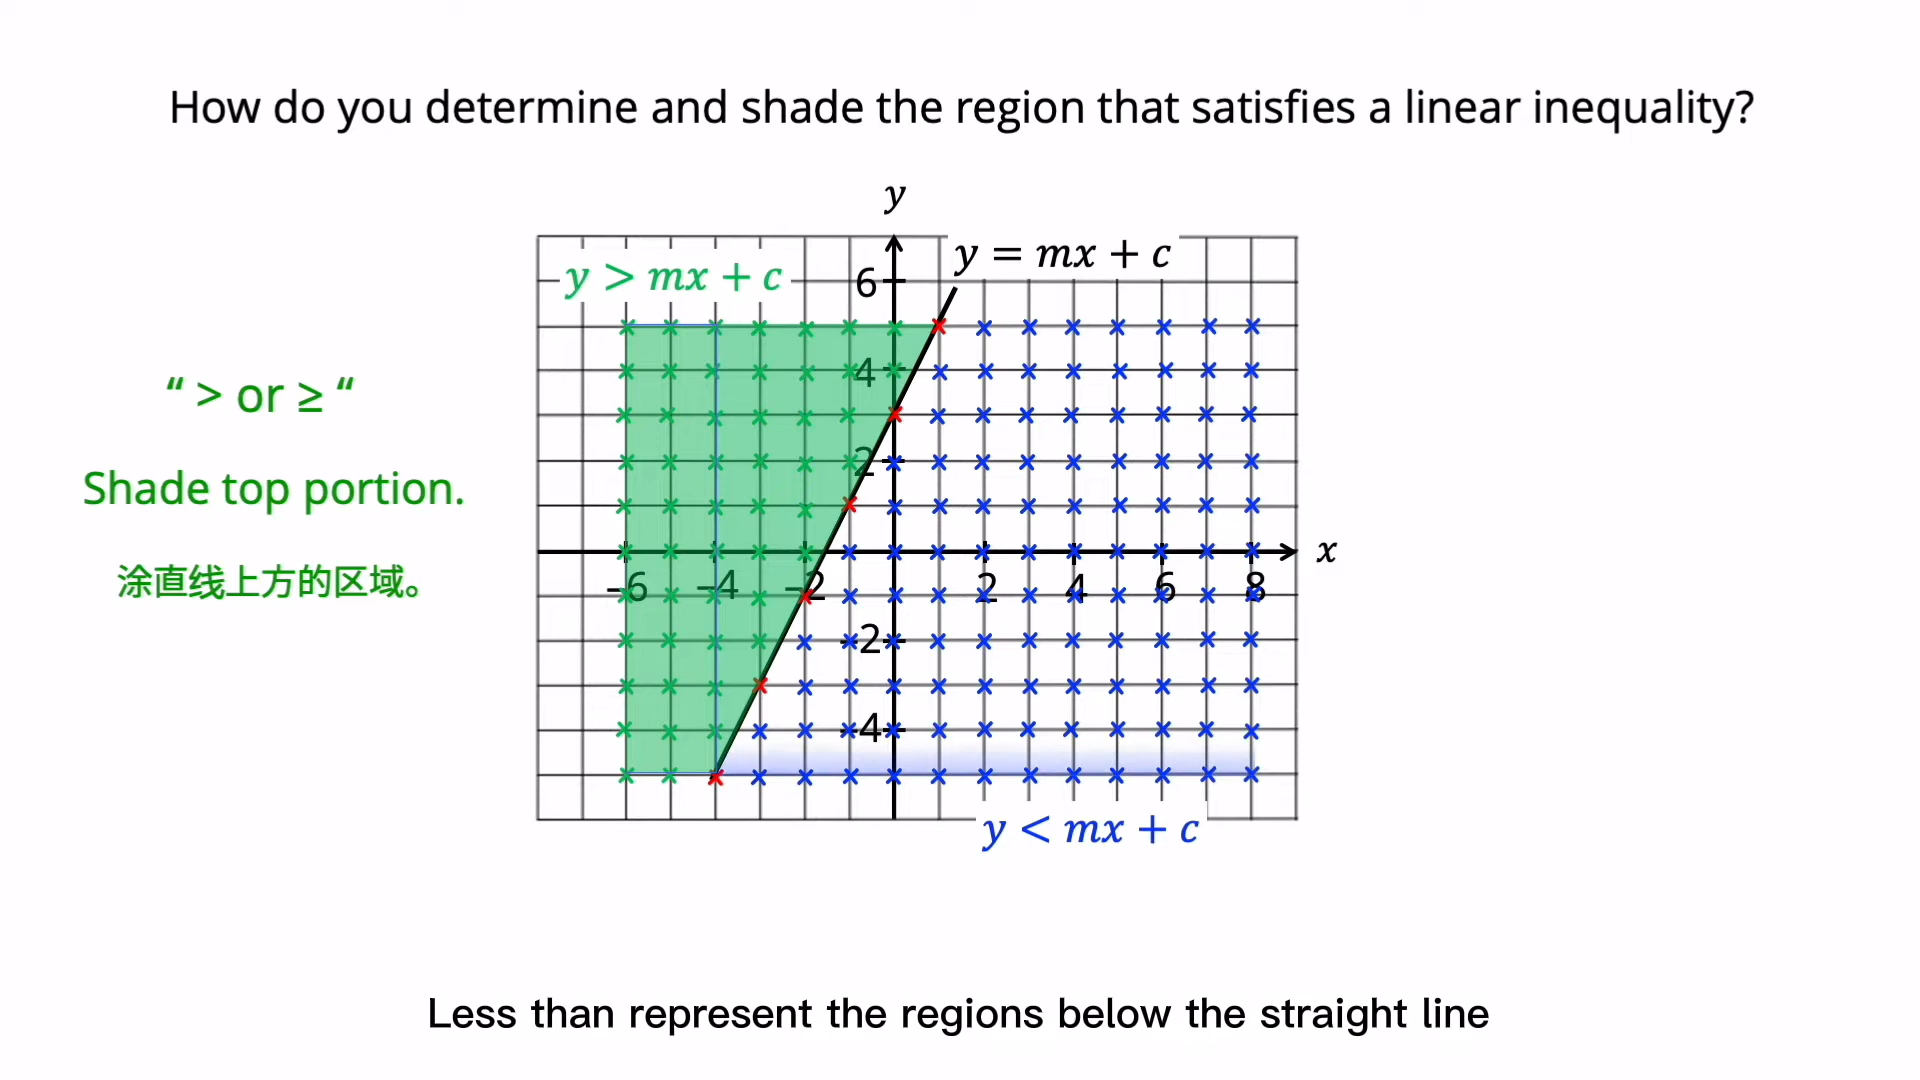 How do you determine and shade the region that satisfies a linear inequality?
y
y > mx + c
y = mx + c
6
4
2
−6 −4 −2 2 4 6 8
x
−2
−4
y < mx + c
“ > or ≥ “
Shade top portion.
涂直线上方的区域。
Less than represent the regions below the straight line